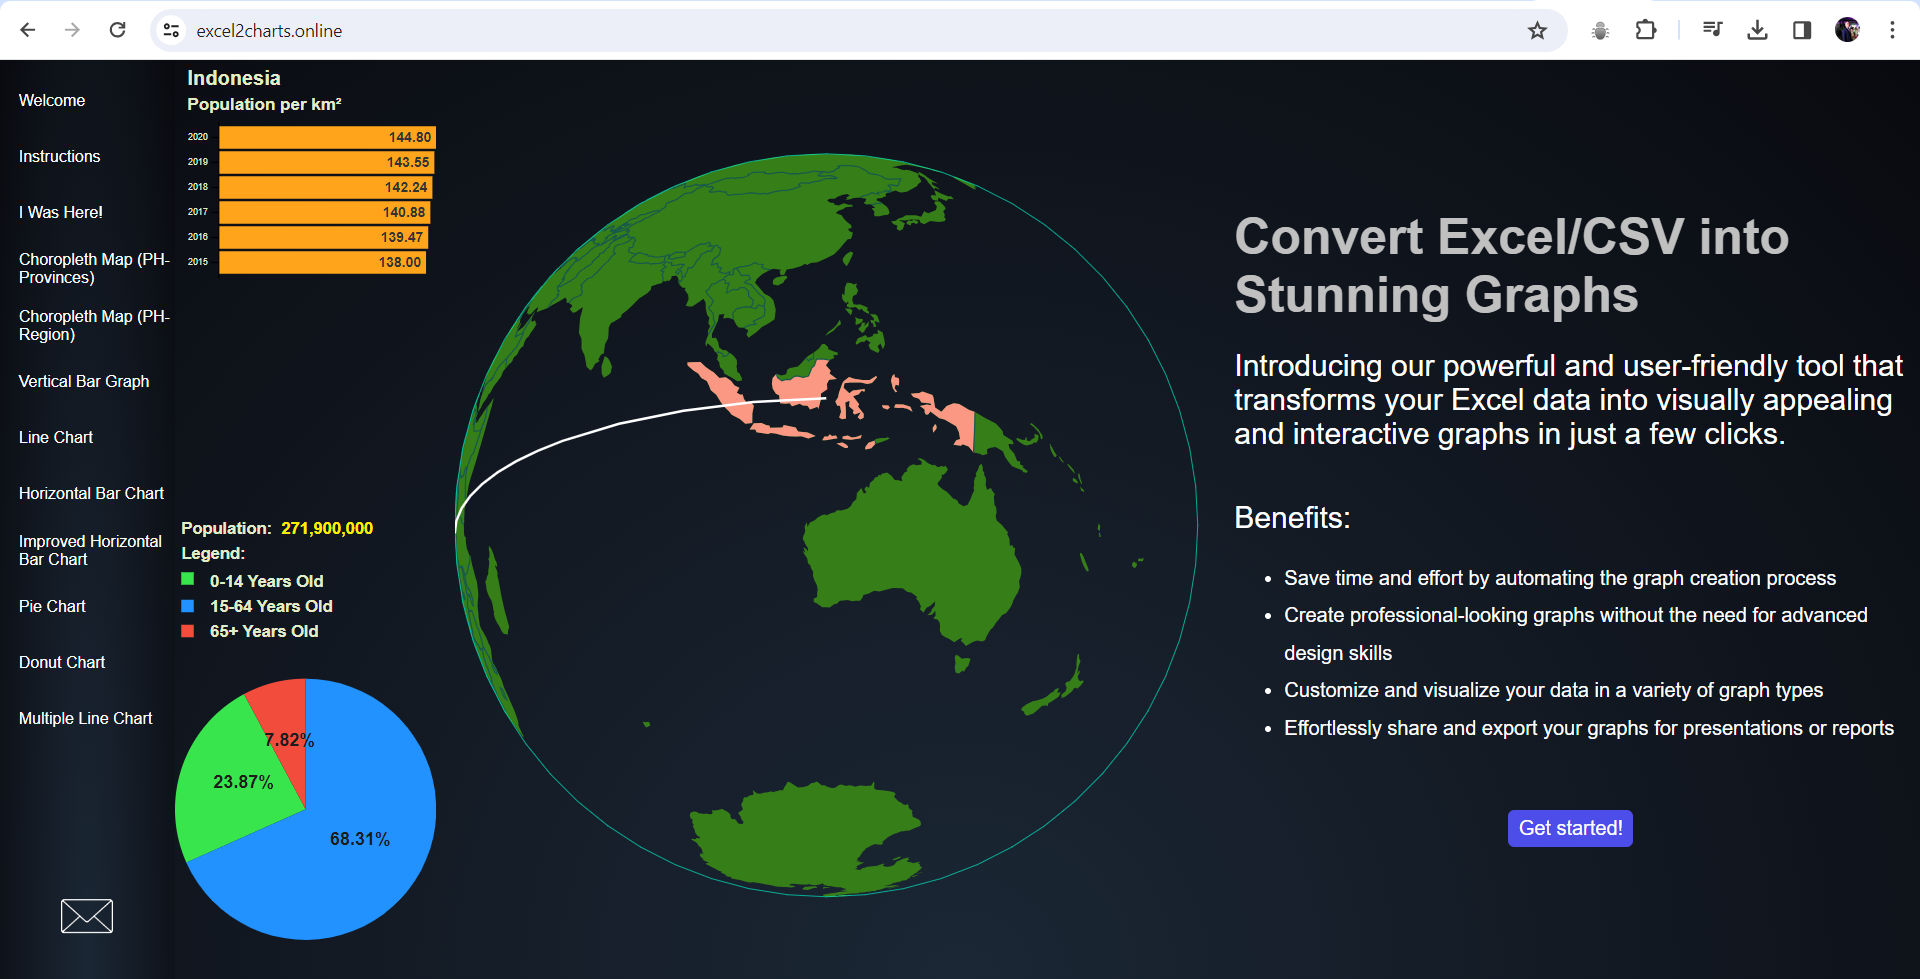 excel2charts.online
Welcome
Instructions
I Was Here!
Choropleth Map (PH-
Provinces)
Choropleth Map (PH-
Region)
Vertical Bar Graph
Line Chart
Horizontal Bar Chart
Improved Horizontal
Bar Chart
Pie Chart
Donut Chart
Multiple Line Chart
Indonesia
Population per km²
2020 144.80
2019 143.55
2018 142.24
2017 140.88
2016 139.47
2015 138.00
Population: 271,900,000
Legend:
0-14 Years Old
15-64 Years Old
65+ Years Old
7.82%
23.87%
68.31%
Convert Excel/CSV into
Stunning Graphs
Introducing our powerful and user-friendly tool that
transforms your Excel data into visually appealing
and interactive graphs in just a few clicks.
Benefits:
• Save time and effort by automating the graph creation process
• Create professional-looking graphs without the need for advanced
design skills
• Customize and visualize your data in a variety of graph types
• Effortlessly share and export your graphs for presentations or reports
Get started!